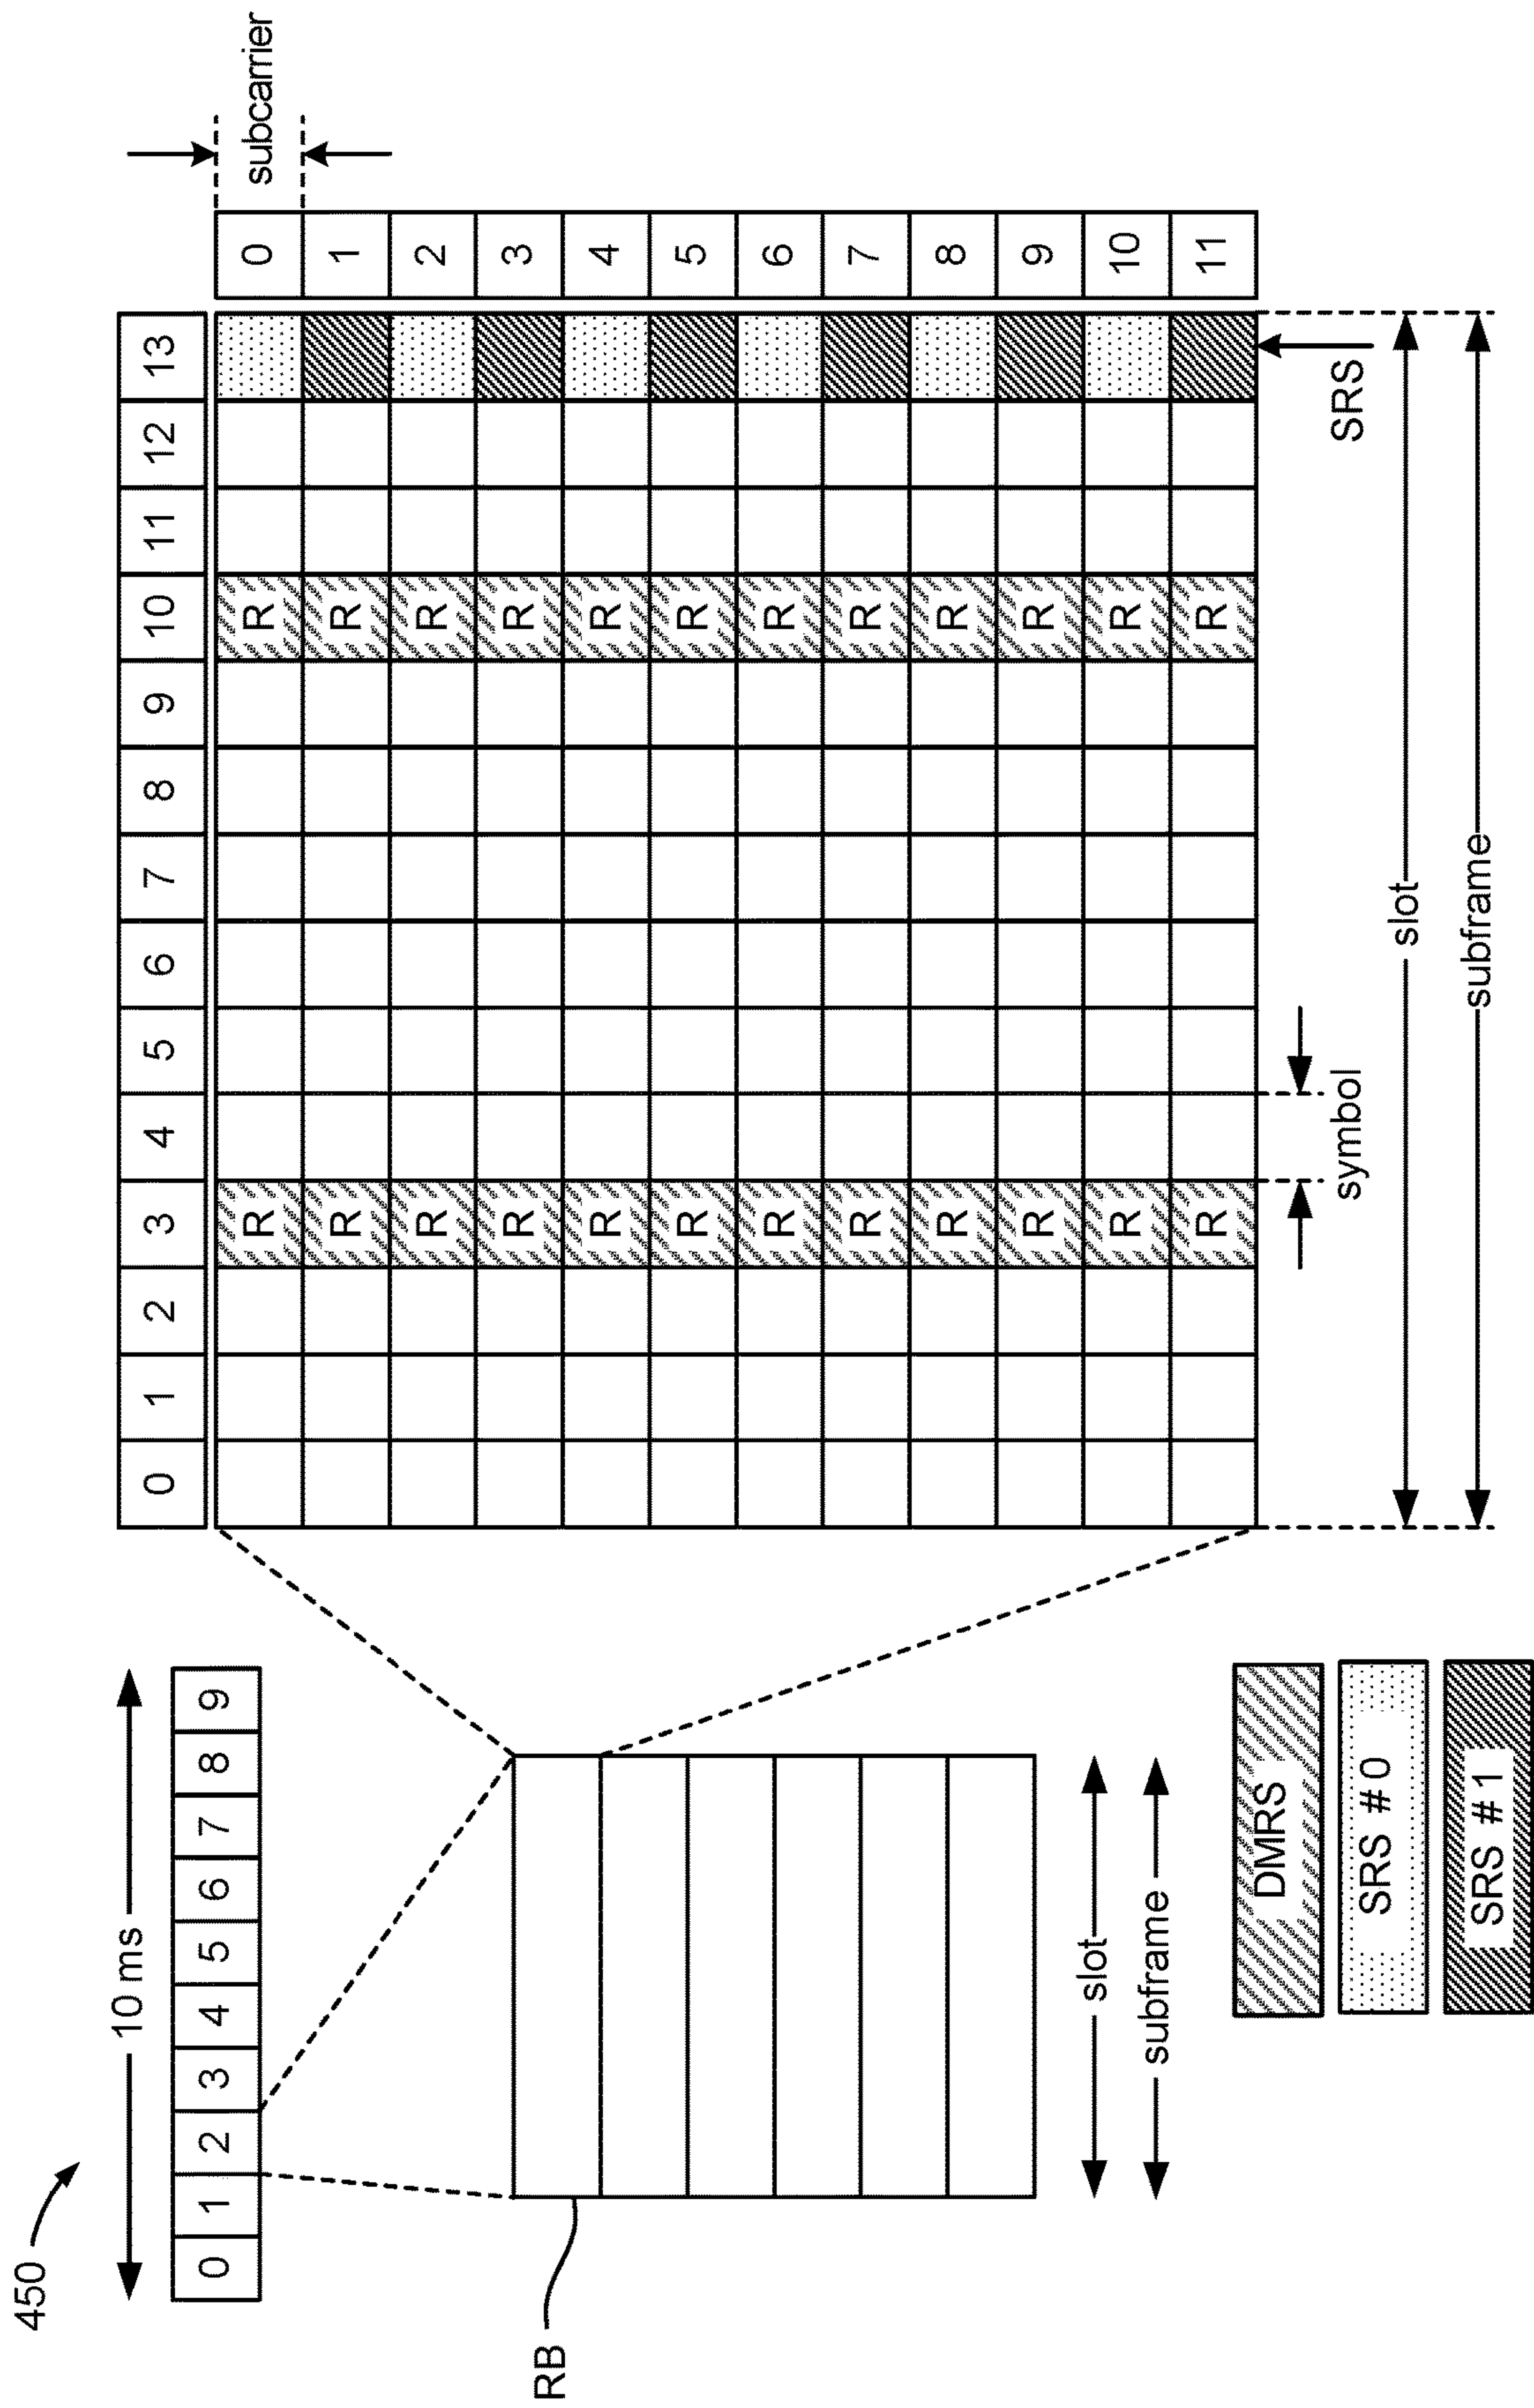 450
10 ms
0 1 2 3 4 5 6 7 8 9
RB
slot
subframe
DMRS
SRS # 0
SRS # 1
0 1 2 3 4 5 6 7 8 9 10 11 12 13
subcarrier
R R 0
R R 1
R R 2
R R 3
R R 4
R R 5
R R 6
R R 7
R R 8
R R 9
R R 10
R R 11
symbol
SRS
slot
subframe